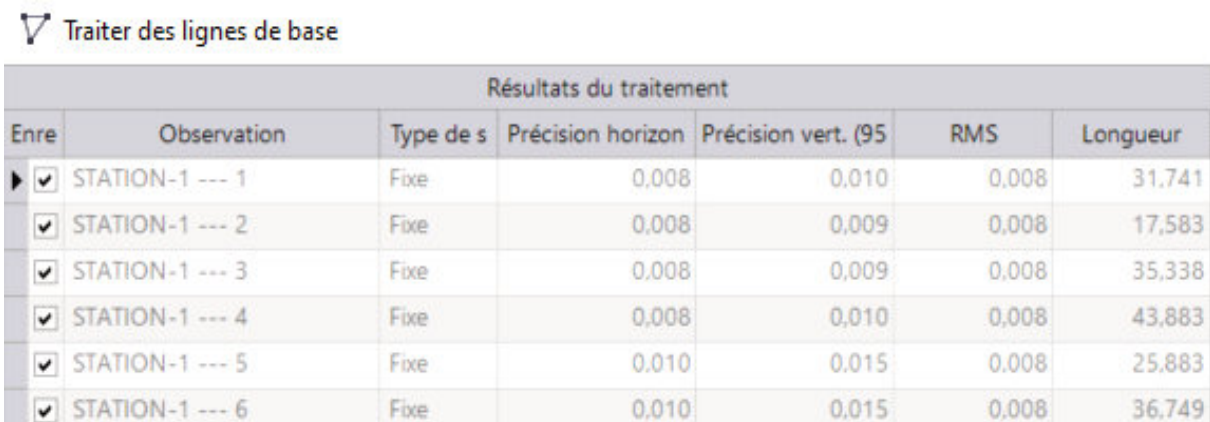 Traiter des lignes de base
Résultats du traitement
Enre Observation Type de s Précision horizon Précision vert. (95 RMS Longueur
STATION-1 --- 1 Fixe 0,008 0,010 0,008 31,741
STATION-1 --- 2 Fixe 0,008 0,009 0,008 17,583
STATION-1 --- 3 Fixe 0,008 0,009 0,008 35,338
STATION-1 --- 4 Fixe 0,008 0,010 0,008 43,883
STATION-1 --- 5 Fixe 0,010 0,015 0,008 25,883
STATION-1 --- 6 Fixe 0,010 0,015 0,008 36,749